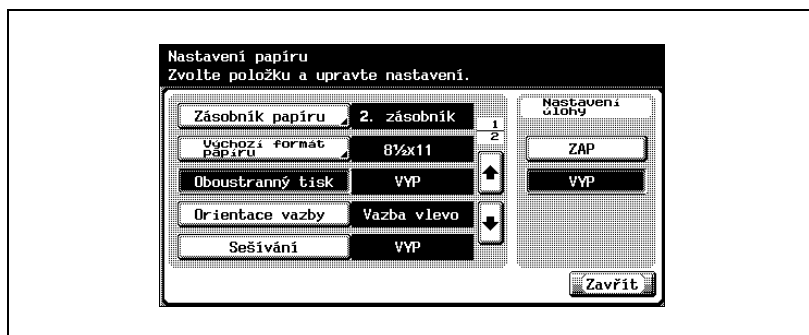 Nastavení papíru
Zvolte položku a upravte nastavení.
Zásobník papíru 2. zásobník
Výchozí formát
papíru
8½x11
Oboustranný tisk VYP
Orientace vazby Vazba vlevo
Sešívání VYP
1
2
Nastavení
úlohy
ZAP
VYP
Zavřít